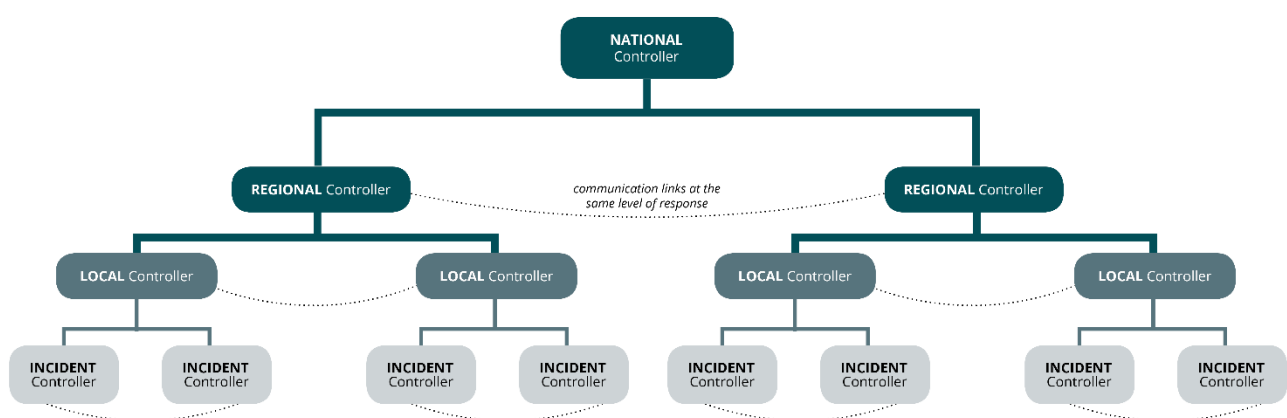 NATIONAL
Controller
REGIONAL Controller
communication links at the
same level of response
REGIONAL Controller
LOCAL Controller
LOCAL Controller
LOCAL Controller
LOCAL Controller
INCIDENT
Controller
INCIDENT
Controller
INCIDENT
Controller
INCIDENT
Controller
INCIDENT
Controller
INCIDENT
Controller
INCIDENT
Controller
INCIDENT
Controller